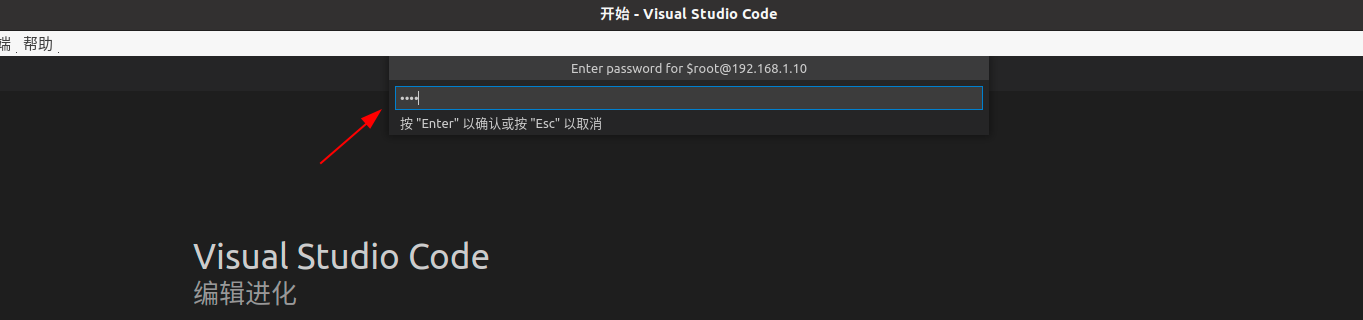 开始 - Visual Studio Code
端 帮助
Enter password for $root@192.168.1.10
••••
按 "Enter" 以确认或按 "Esc" 以取消
Visual Studio Code
编辑进化